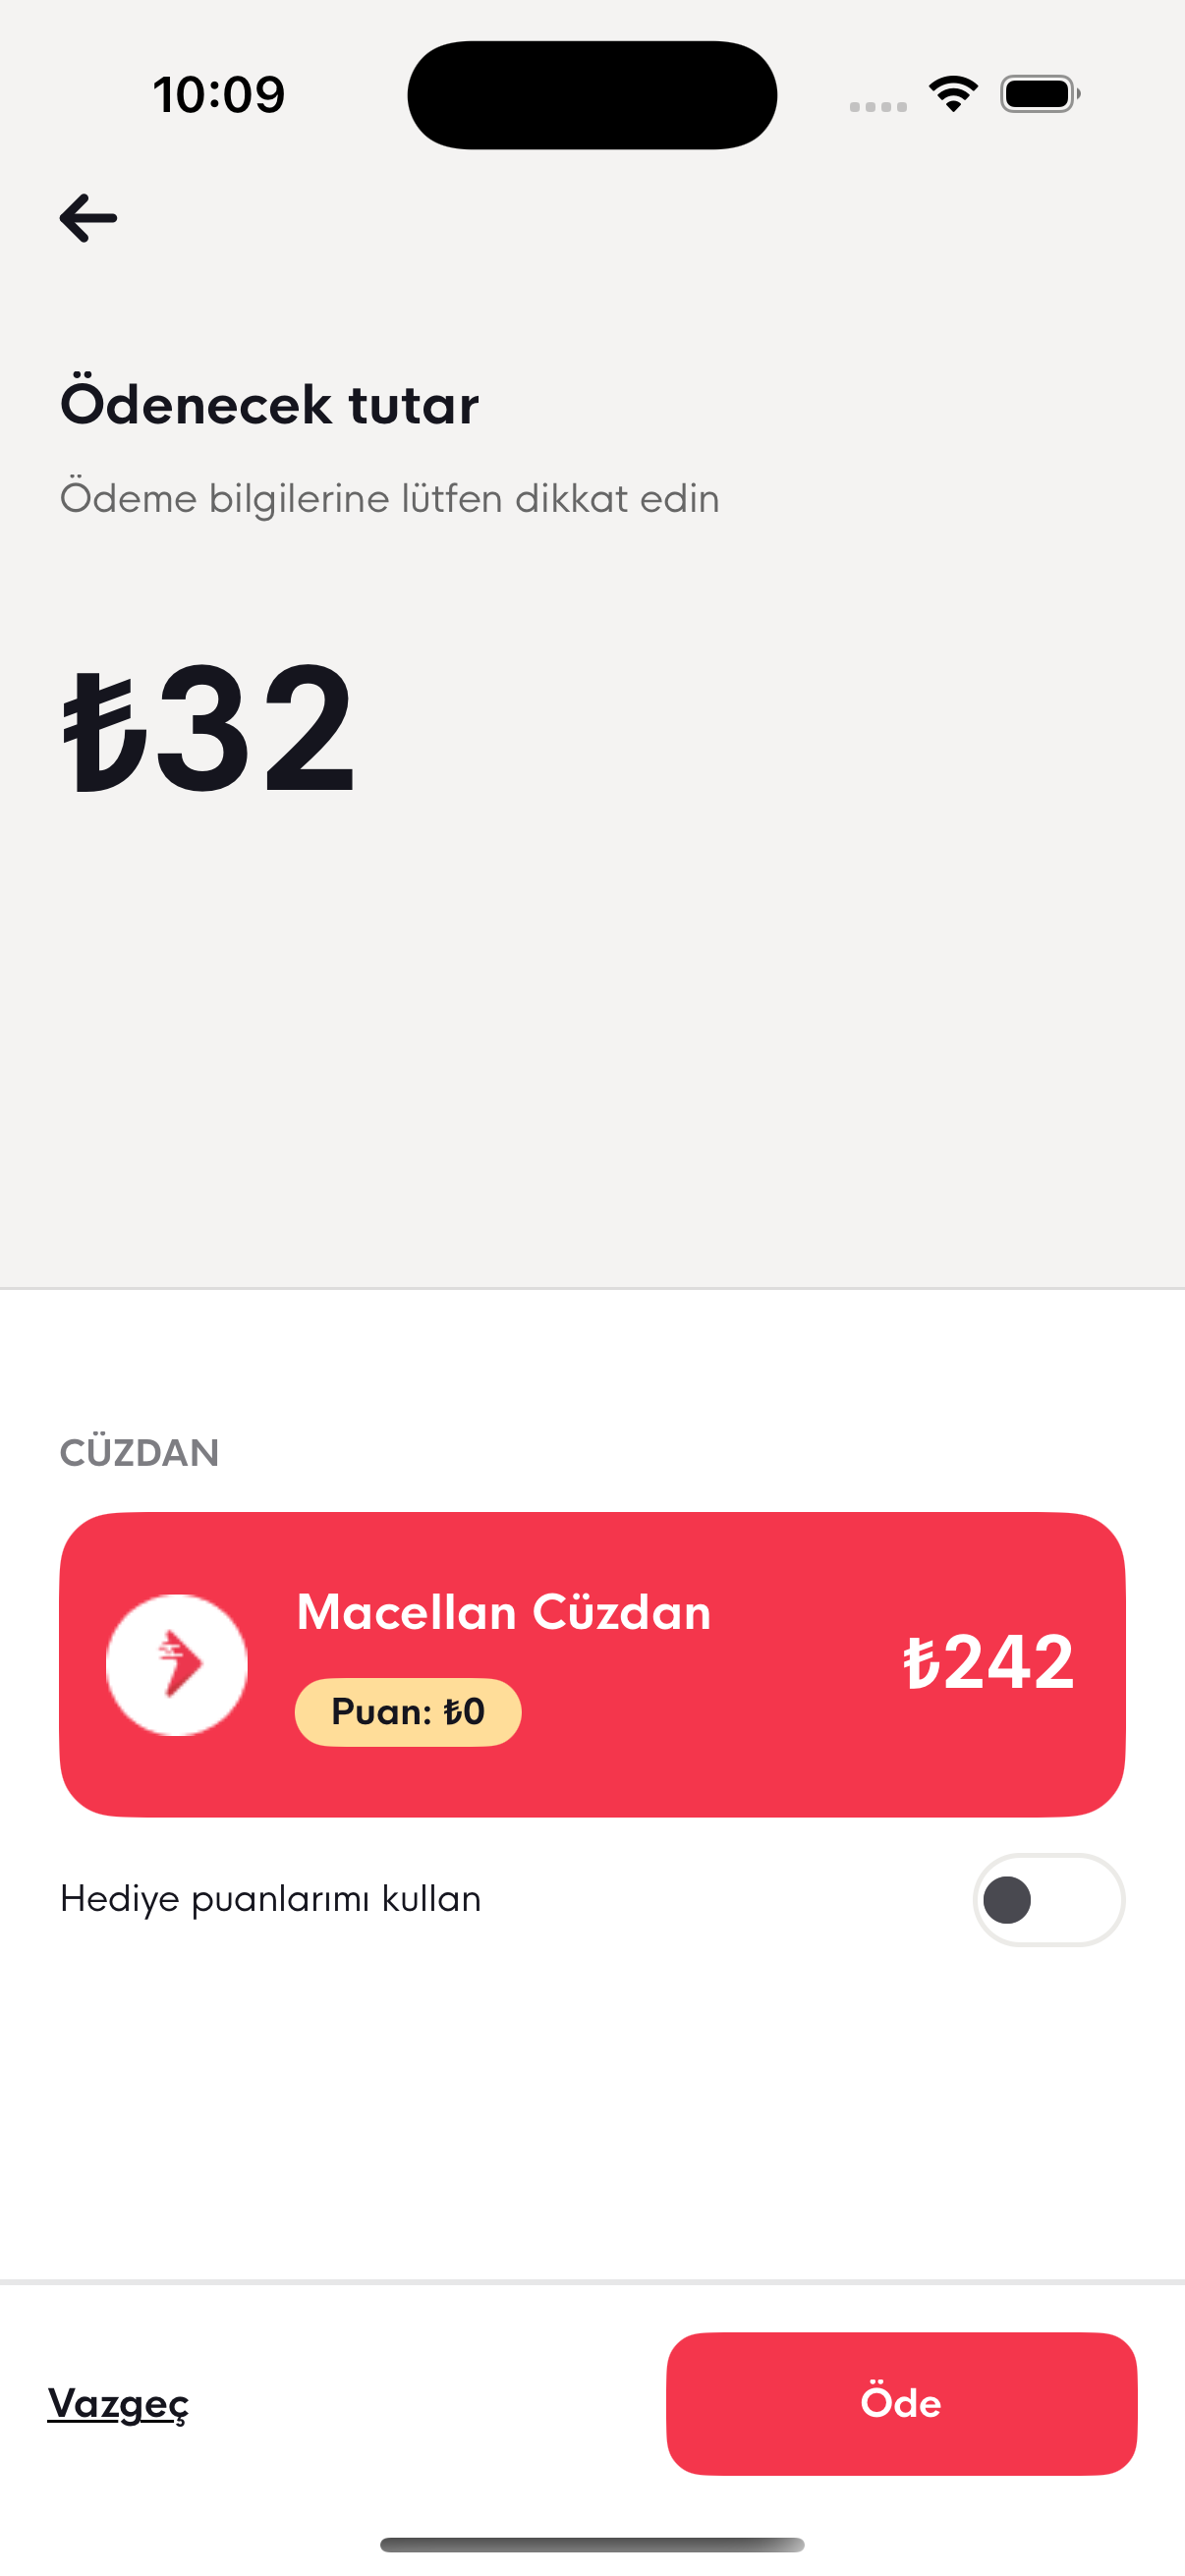 10:09
Ödenecek tutar
Ödeme bilgilerine lütfen dikkat edin
₺32
CÜZDAN
Macellan Cüzdan
₺242
Puan: ₺0
Hediye puanlarımı kullan
Vazgeç
Öde